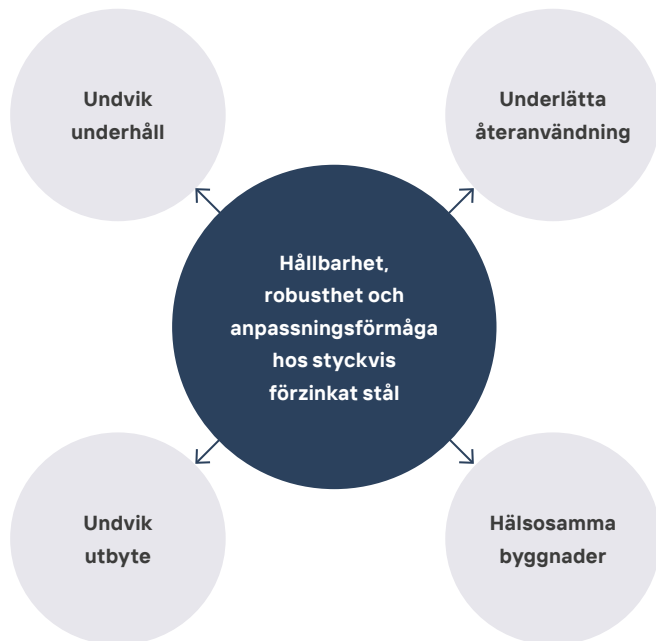 Undvik
underhåll
Underlätta
återanvändning
Hållbarhet,
robusthet och
anpassningsförmåga
hos styckvis
förzinkat stål
Undvik
utbyte
Hälsosamma
byggnader